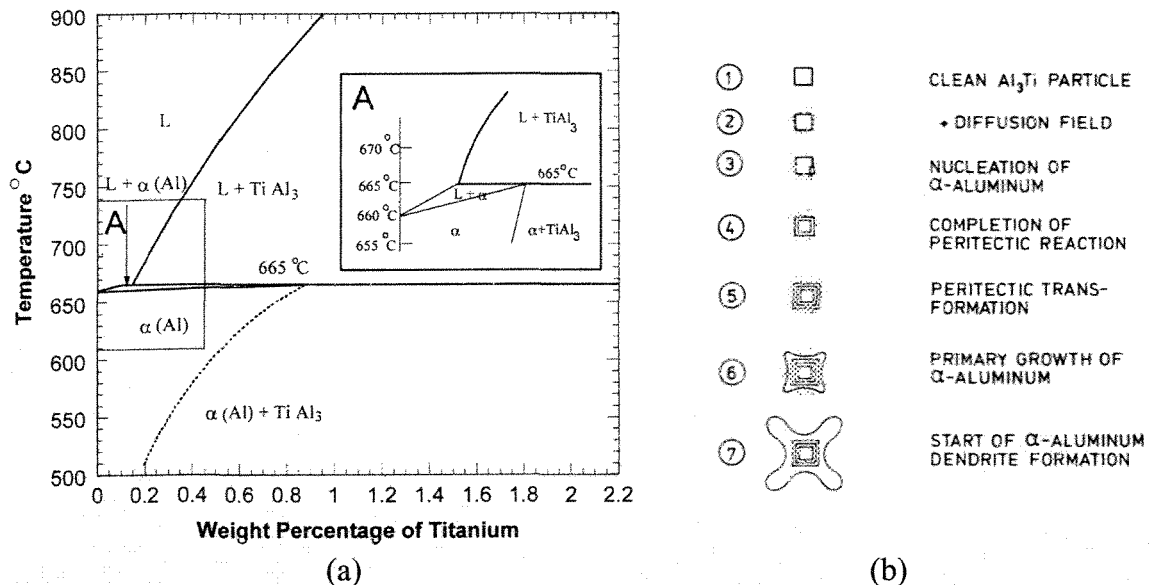 900
850
800
750
700
650
600
550
500
Temperature °C
0 0.2 0.4 0.6 0.8 1 1.2 1.4 1.6 1.8 2 2.2
Weight Percentage of Titanium
L
L + α (Al)
L + Ti Al₃
A
665 °C
α (Al)
α (Al) + Ti Al₃
A
L + TiAl₃
670 °C
665 °C
665 °C
L + α
660 °C
655 °C
α
α+TiAl₃
(a)
1 CLEAN Al₃Ti PARTICLE
2 + DIFFUSION FIELD
3 NUCLEATION OF
α-ALUMINUM
4 COMPLETION OF
PERITECTIC REACTION
5 PERITECTIC TRANS-
FORMATION
6 PRIMARY GROWTH OF
α-ALUMINUM
7 START OF α-ALUMINUM
DENDRITE FORMATION
(b)